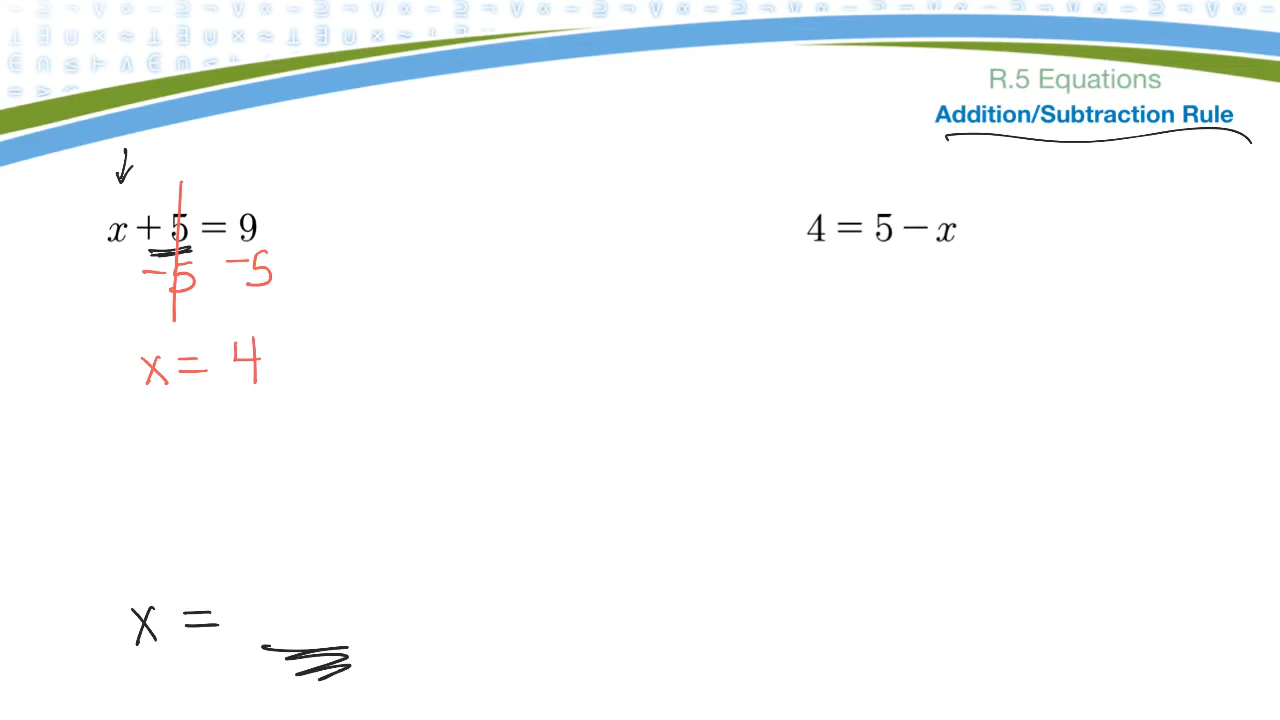 R.5 Equations
Addition/Subtraction Rule
x + 5 = 9
-5 -5
x = 4
4 = 5 − x
x =